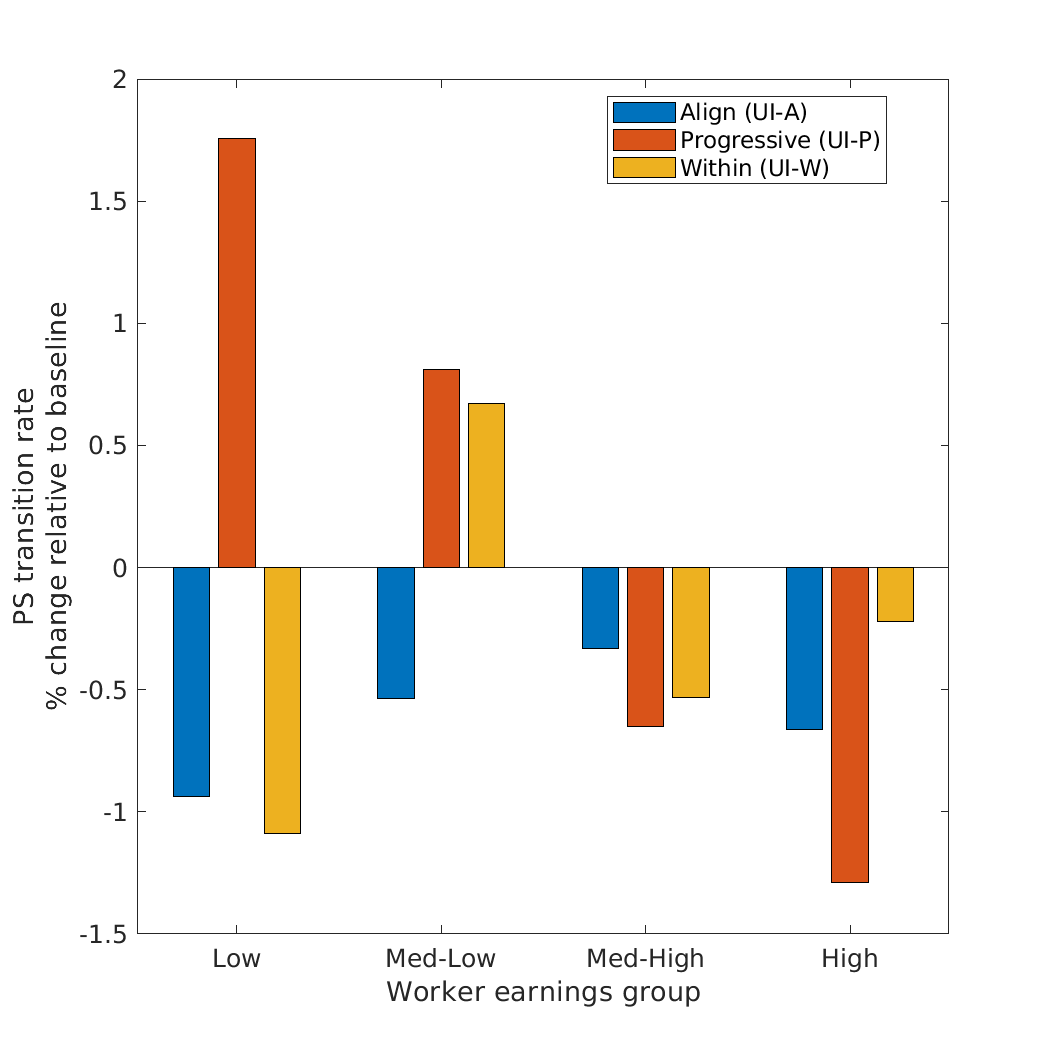 2
1.5
1
0.5
0
-0.5
-1
-1.5
PS transition rate
% change relative to baseline
Align (UI-A)
Progressive (UI-P)
Within (UI-W)
Low
Med-Low
Med-High
High
Worker earnings group